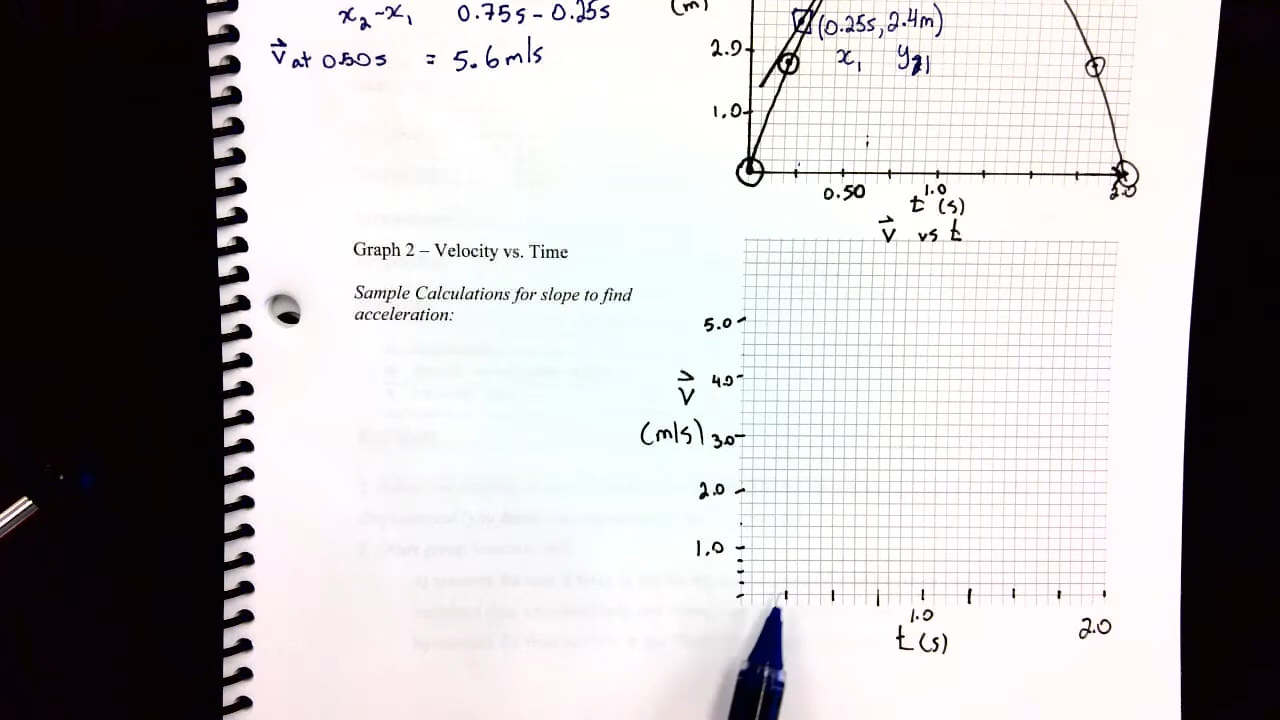 x₂-x₁ 0.75s - 0.25s
v⃗ at 0.50s = 5.6m/s
(m)
(0.25s, 2.4m)
x₁ y₁
2.9
1.0
0.50 1.0 2.0
t (s)
v⃗ vs t
Graph 2 – Velocity vs. Time
Sample Calculations for slope to find
acceleration:
5.0
4.0
v⃗
(m/s) 3.0
2.0
1.0
1.0 2.0
t (s)